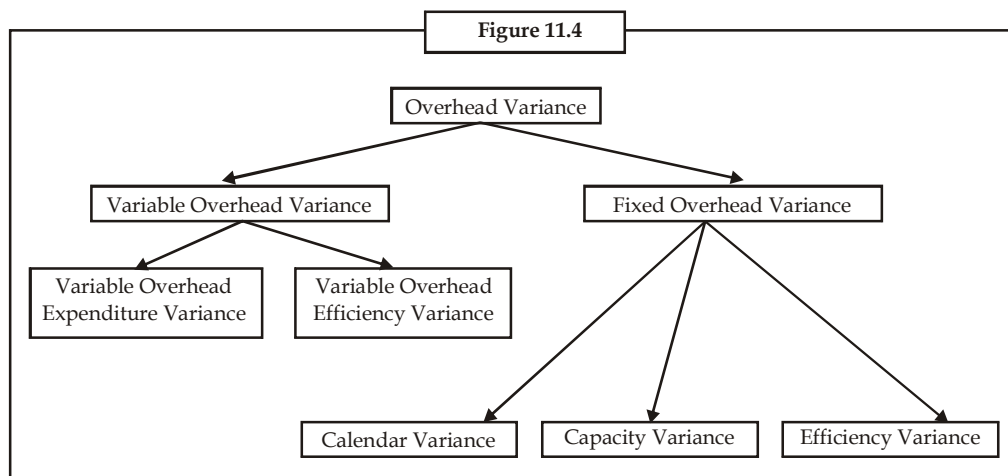 Figure 11.4
Overhead Variance
Variable Overhead Variance
Fixed Overhead Variance
Variable Overhead
Expenditure Variance
Variable Overhead
Efficiency Variance
Calendar Variance
Capacity Variance
Efficiency Variance